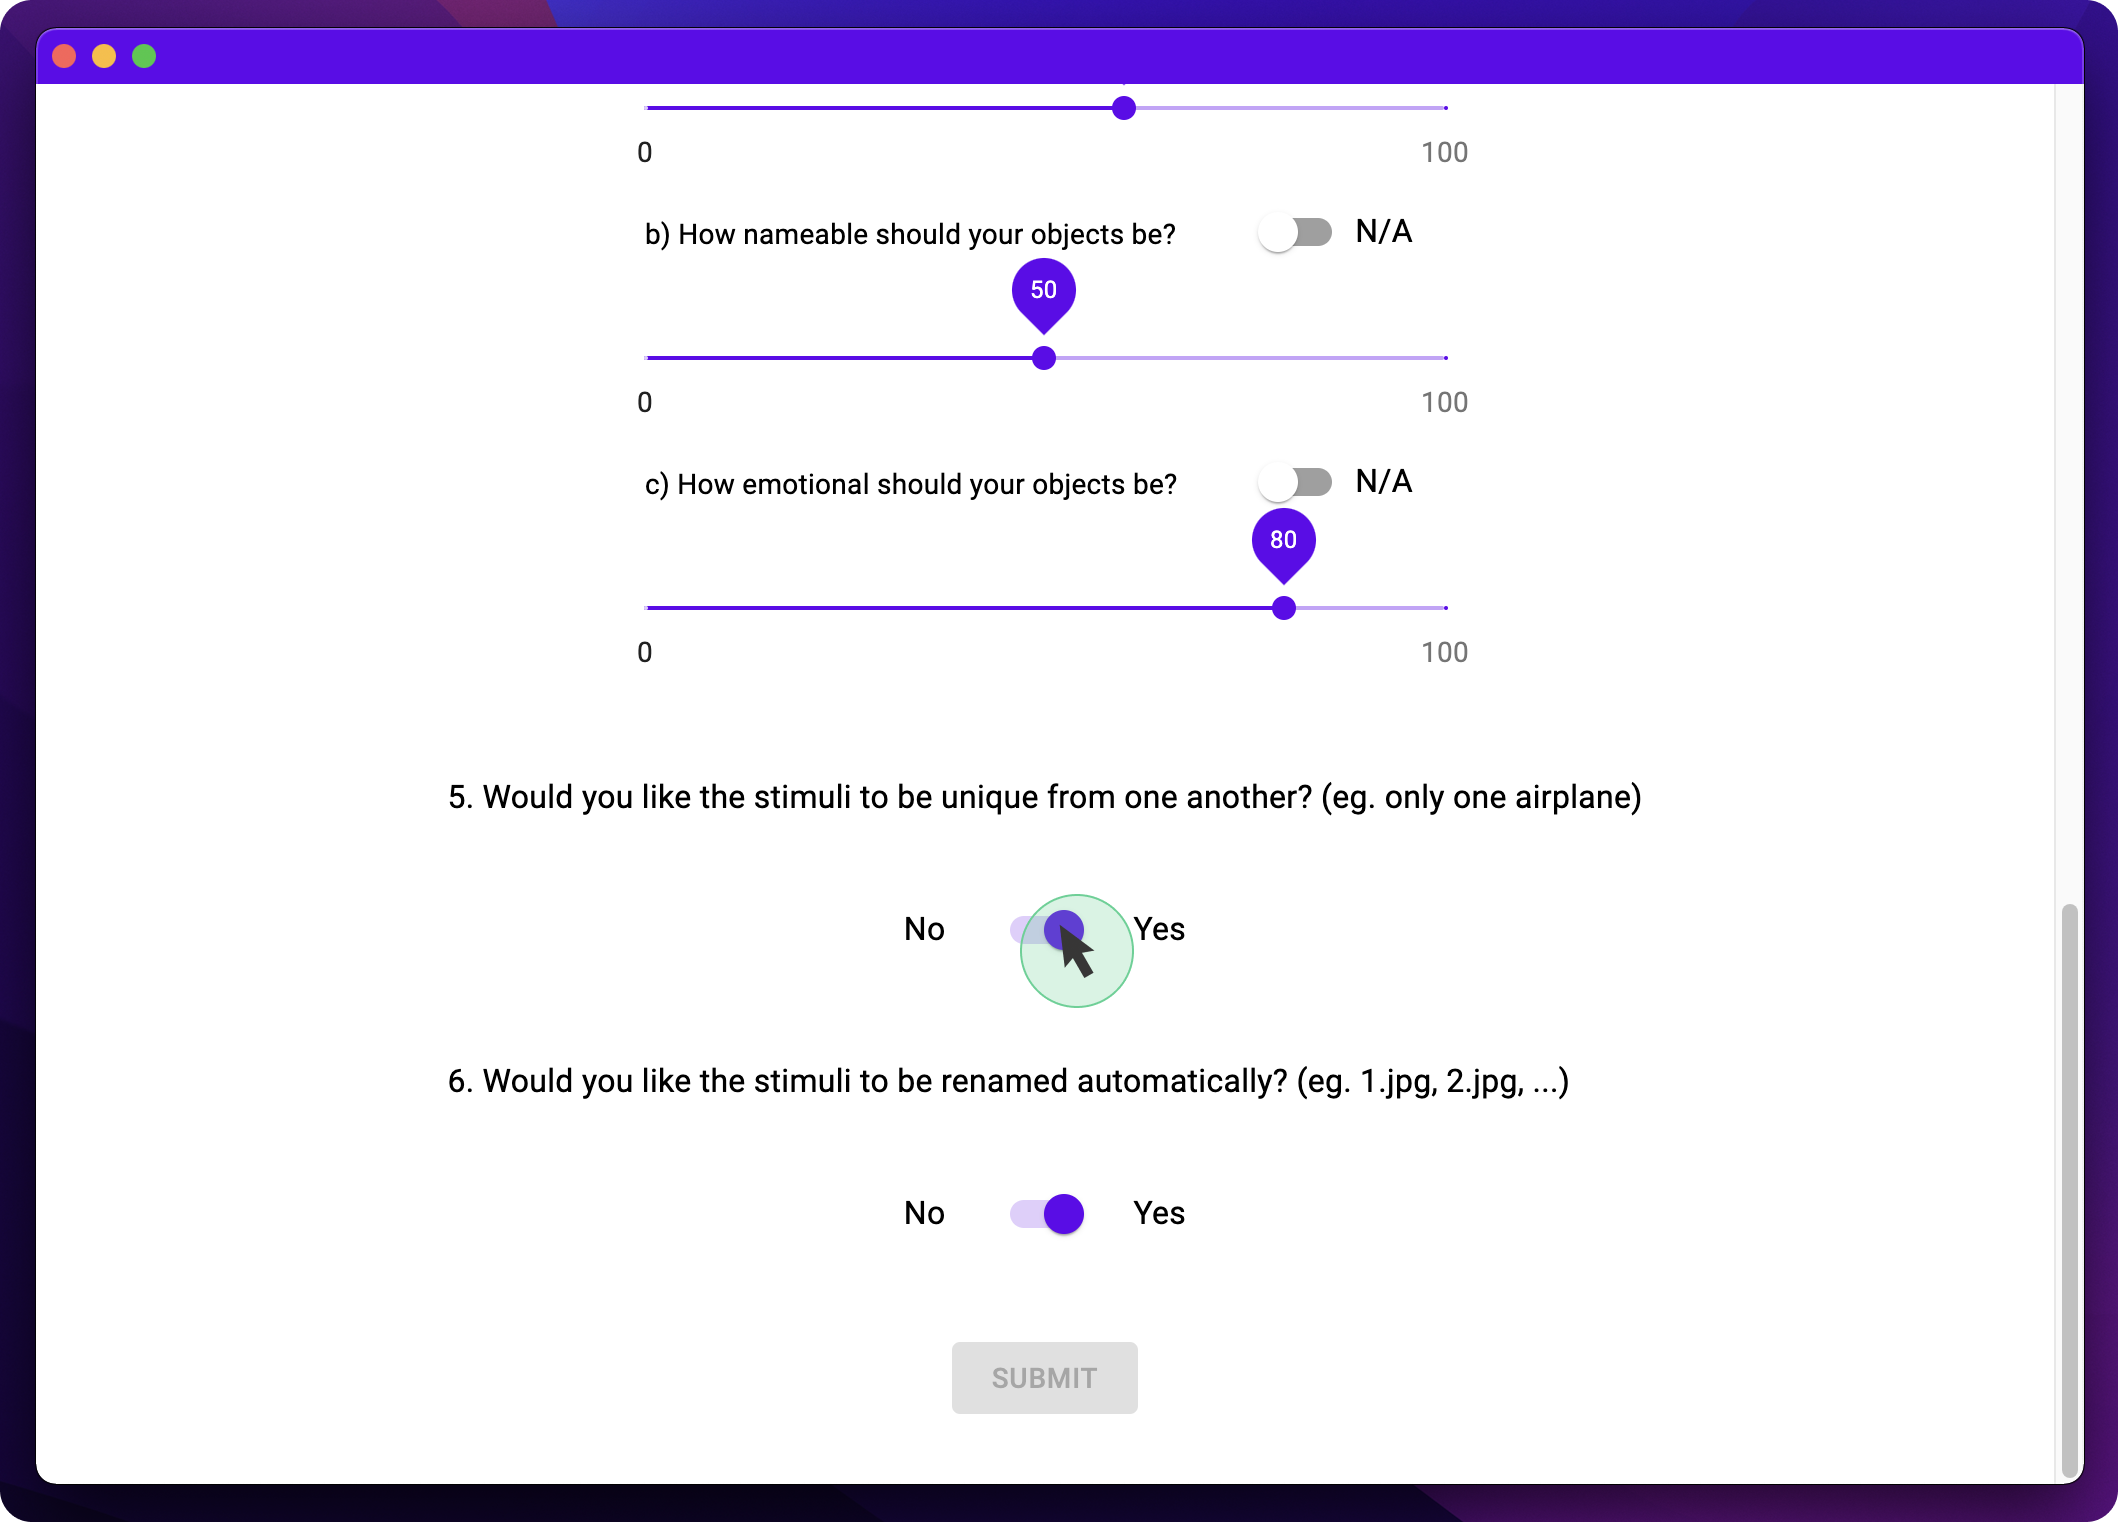 0 100
b) How nameable should your objects be? N/A
50
0 100
c) How emotional should your objects be? N/A
80
0 100
5. Would you like the stimuli to be unique from one another? (eg. only one airplane)
No Yes
6. Would you like the stimuli to be renamed automatically? (eg. 1.jpg, 2.jpg, ...)
No Yes
SUBMIT